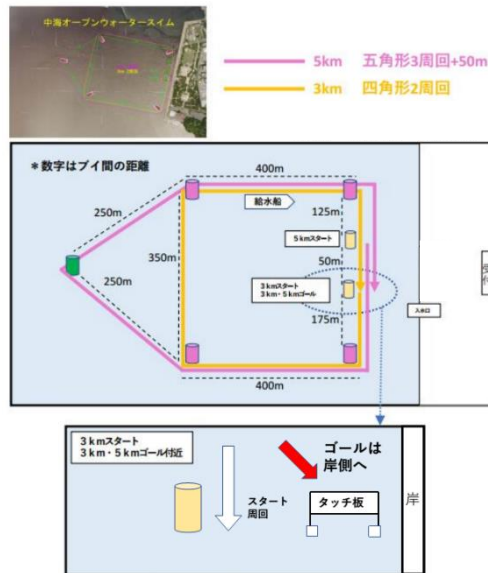 中海オープンウォータースイム
5km 五角形3周回+50m
3km 四角形2周回
*数字はブイ間の距離
400m
給水船
250m
125m
5kmスタート
350m
50m
250m
3kmスタート
3km・5kmゴール
入水口
受付
175m
400m
3kmスタート
3km・5kmゴール付近
ゴールは
岸側へ
スタート
周回
タッチ板
岸